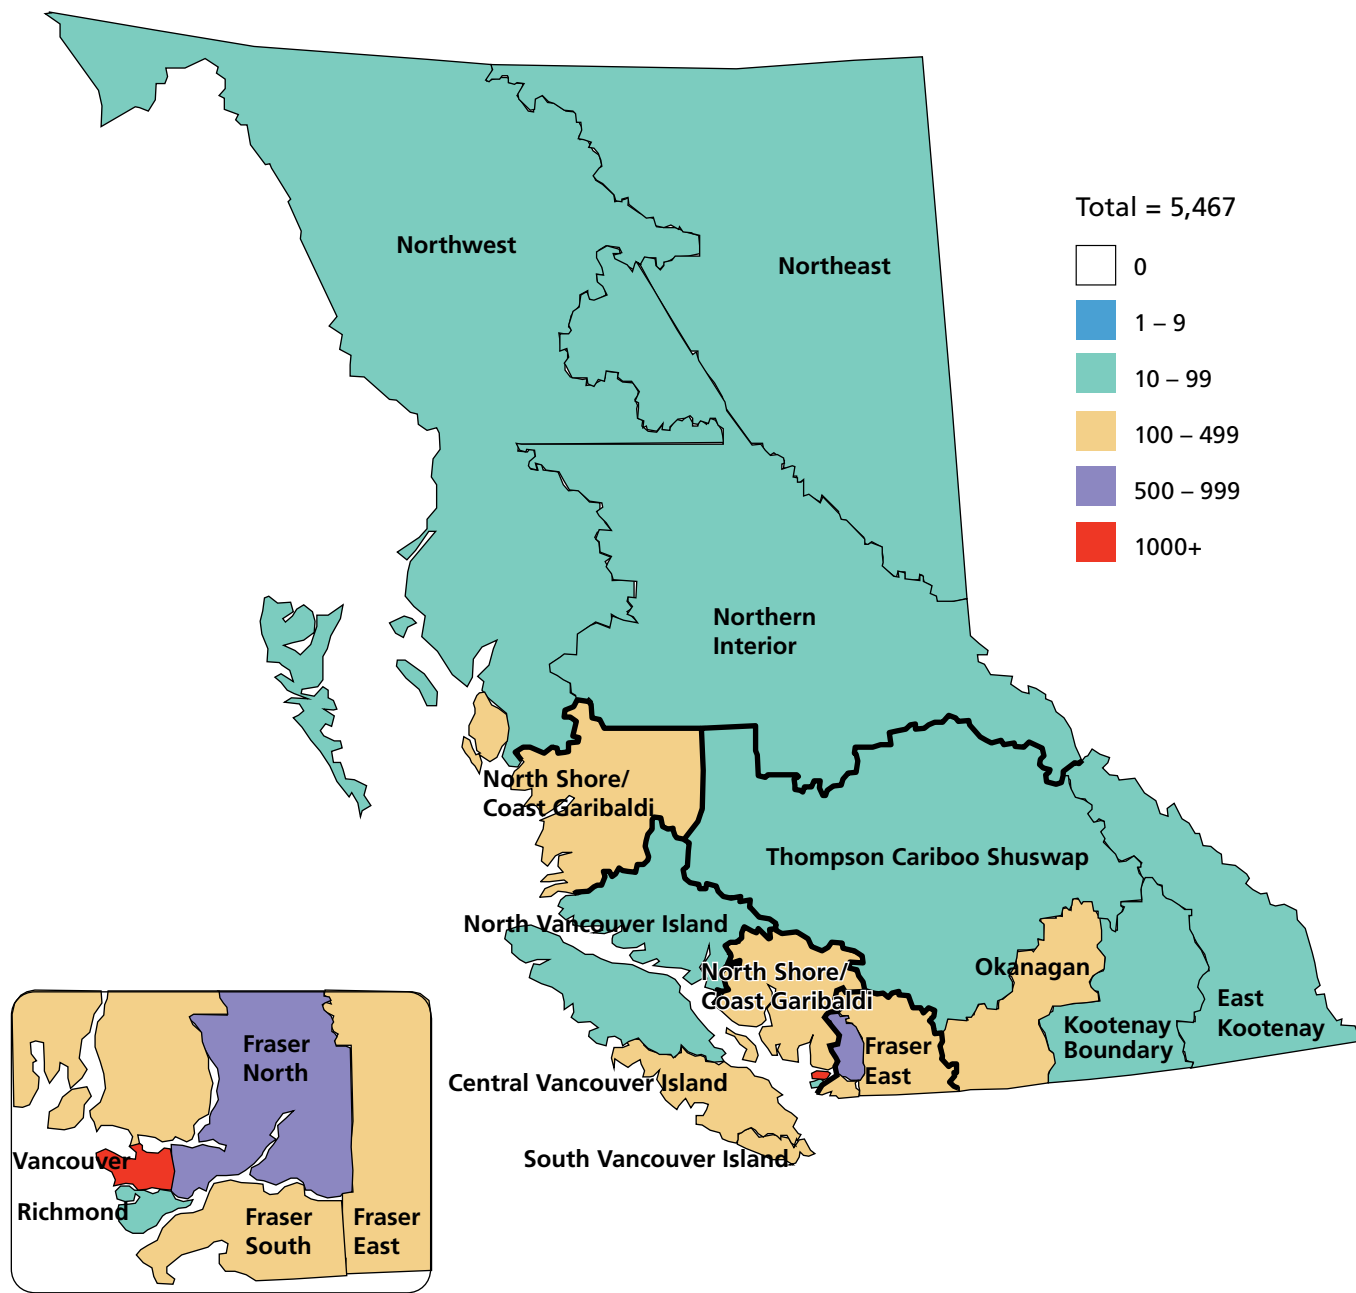 Total = 5,467
0
1 – 9
10 – 99
100 – 499
500 – 999
1000+
Northwest
Northeast
Northern
Interior
North Shore/
Coast Garibaldi
Thompson Cariboo Shuswap
North Vancouver Island
North Shore/
Coast Garibaldi
Okanagan
East
Kootenay
Kootenay
Boundary
Fraser
East
Central Vancouver Island
South Vancouver Island
Fraser
North
Vancouver
Richmond
Fraser
South
Fraser
East